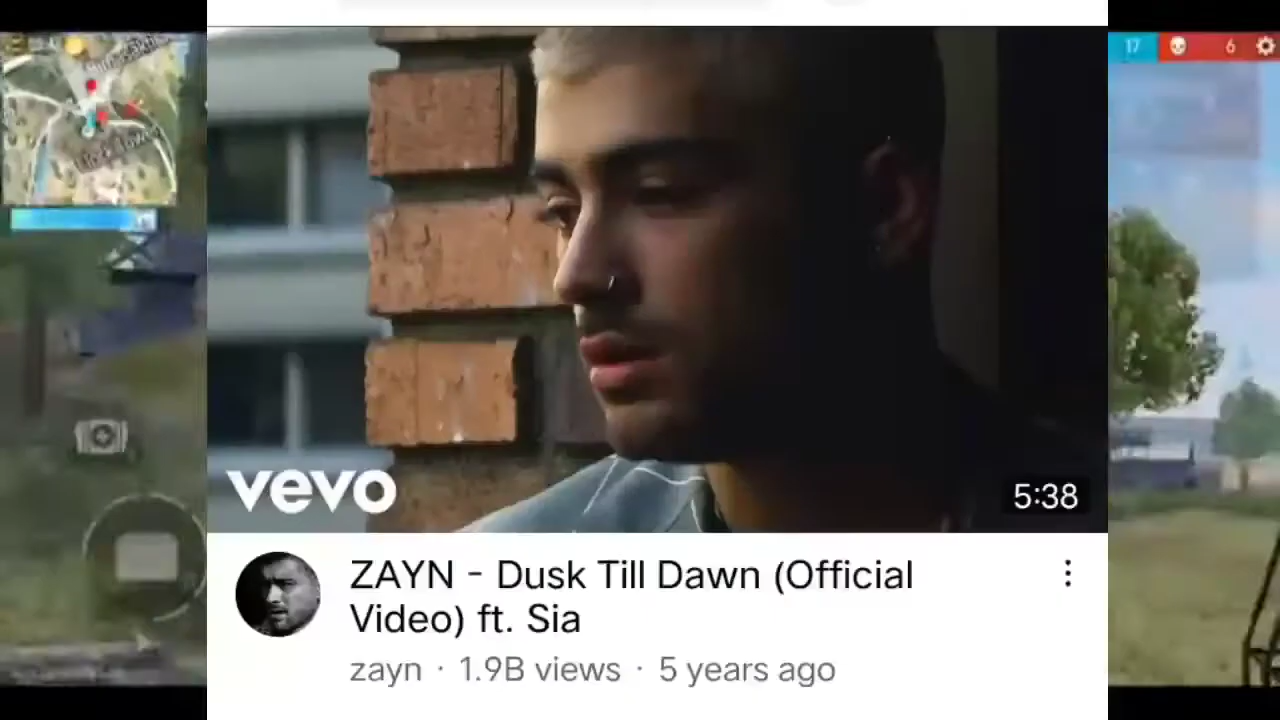 17 6
vevo
5:38
ZAYN - Dusk Till Dawn (Official
Video) ft. Sia
zayn · 1.9B views · 5 years ago